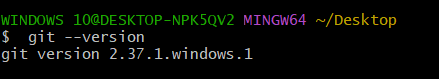 WINDOWS 10@DESKTOP-NPK5QV2 MINGW64 ~/Desktop
$ git --version
git version 2.37.1.windows.1